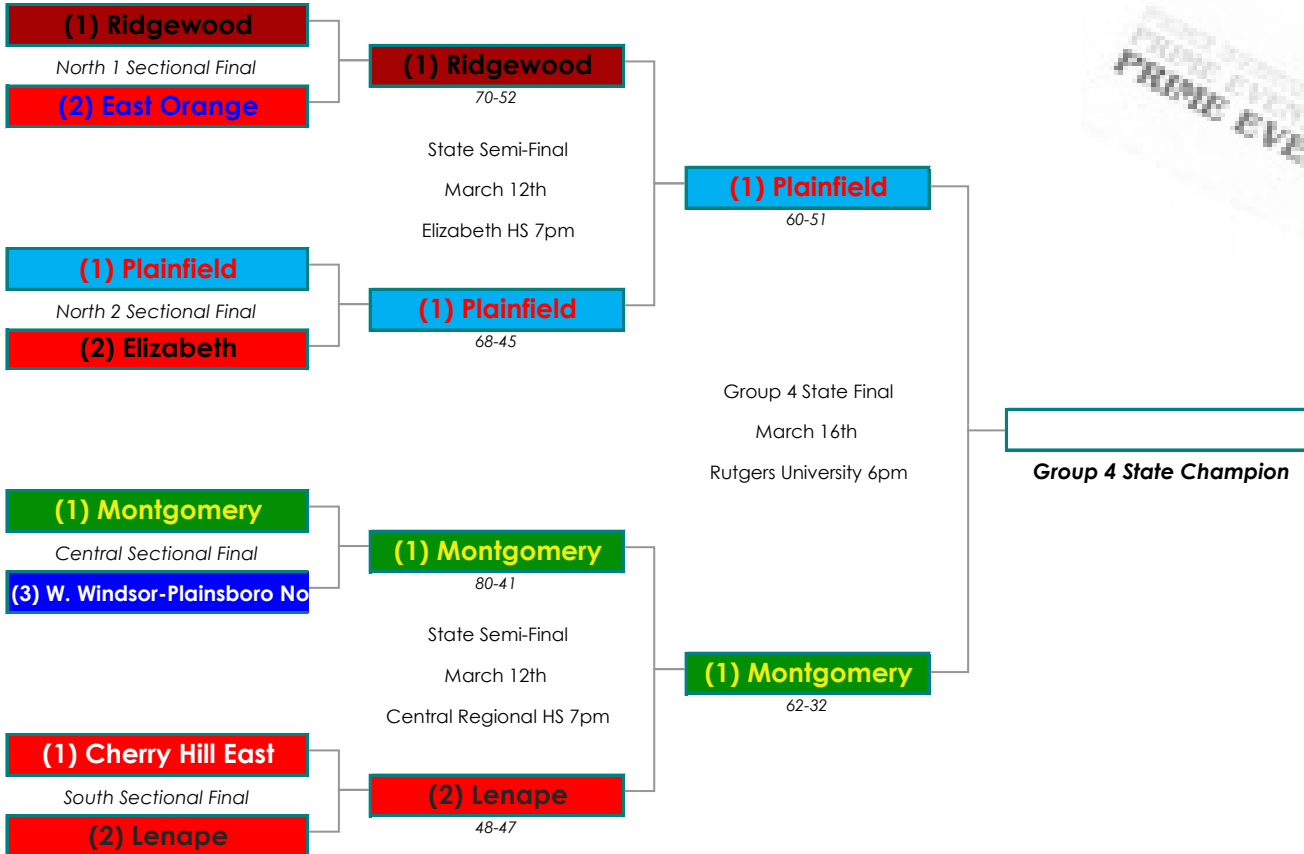 (1) Ridgewood
North 1 Sectional Final
(2) East Orange
(1) Ridgewood
70-52
State Semi-Final
March 12th
Elizabeth HS 7pm
(1) Plainfield
North 2 Sectional Final
(2) Elizabeth
(1) Plainfield
68-45
(1) Plainfield
60-51
Group 4 State Final
March 16th
Rutgers University 6pm
Group 4 State Champion
(1) Montgomery
Central Sectional Final
(3) W. Windsor-Plainsboro No
(1) Montgomery
80-41
State Semi-Final
March 12th
Central Regional HS 7pm
(1) Montgomery
62-32
(1) Cherry Hill East
South Sectional Final
(2) Lenape
(2) Lenape
48-47
PRIME EVEN
PRIME EVE